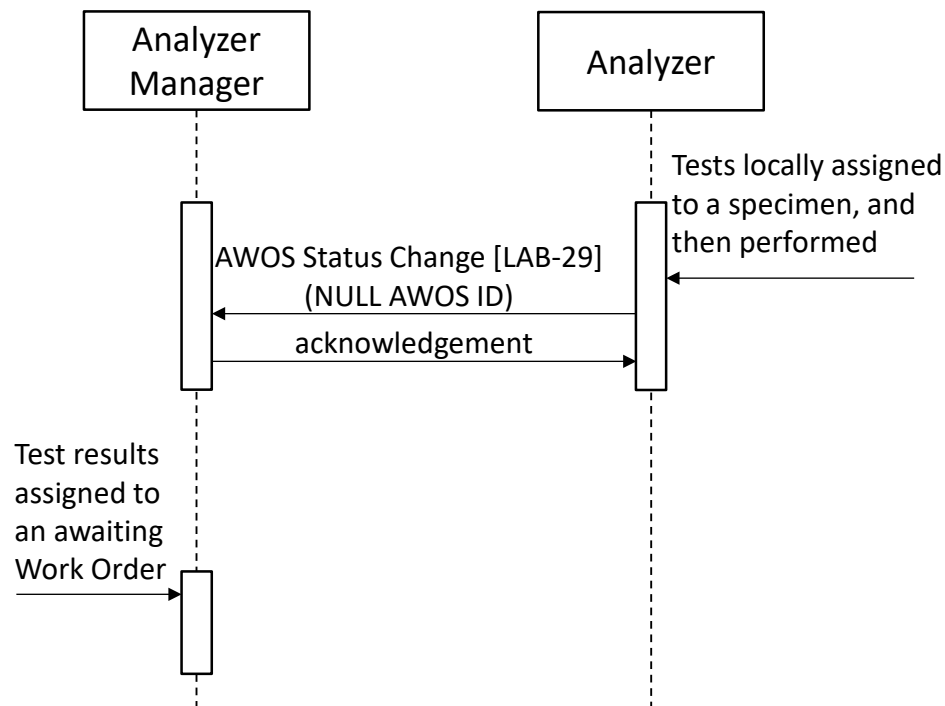 Analyzer
Manager
Analyzer
Tests locally assigned
to a specimen, and
then performed
AWOS Status Change [LAB-29]
(NULL AWOS ID)
acknowledgement
Test results
assigned to
an awaiting
Work Order